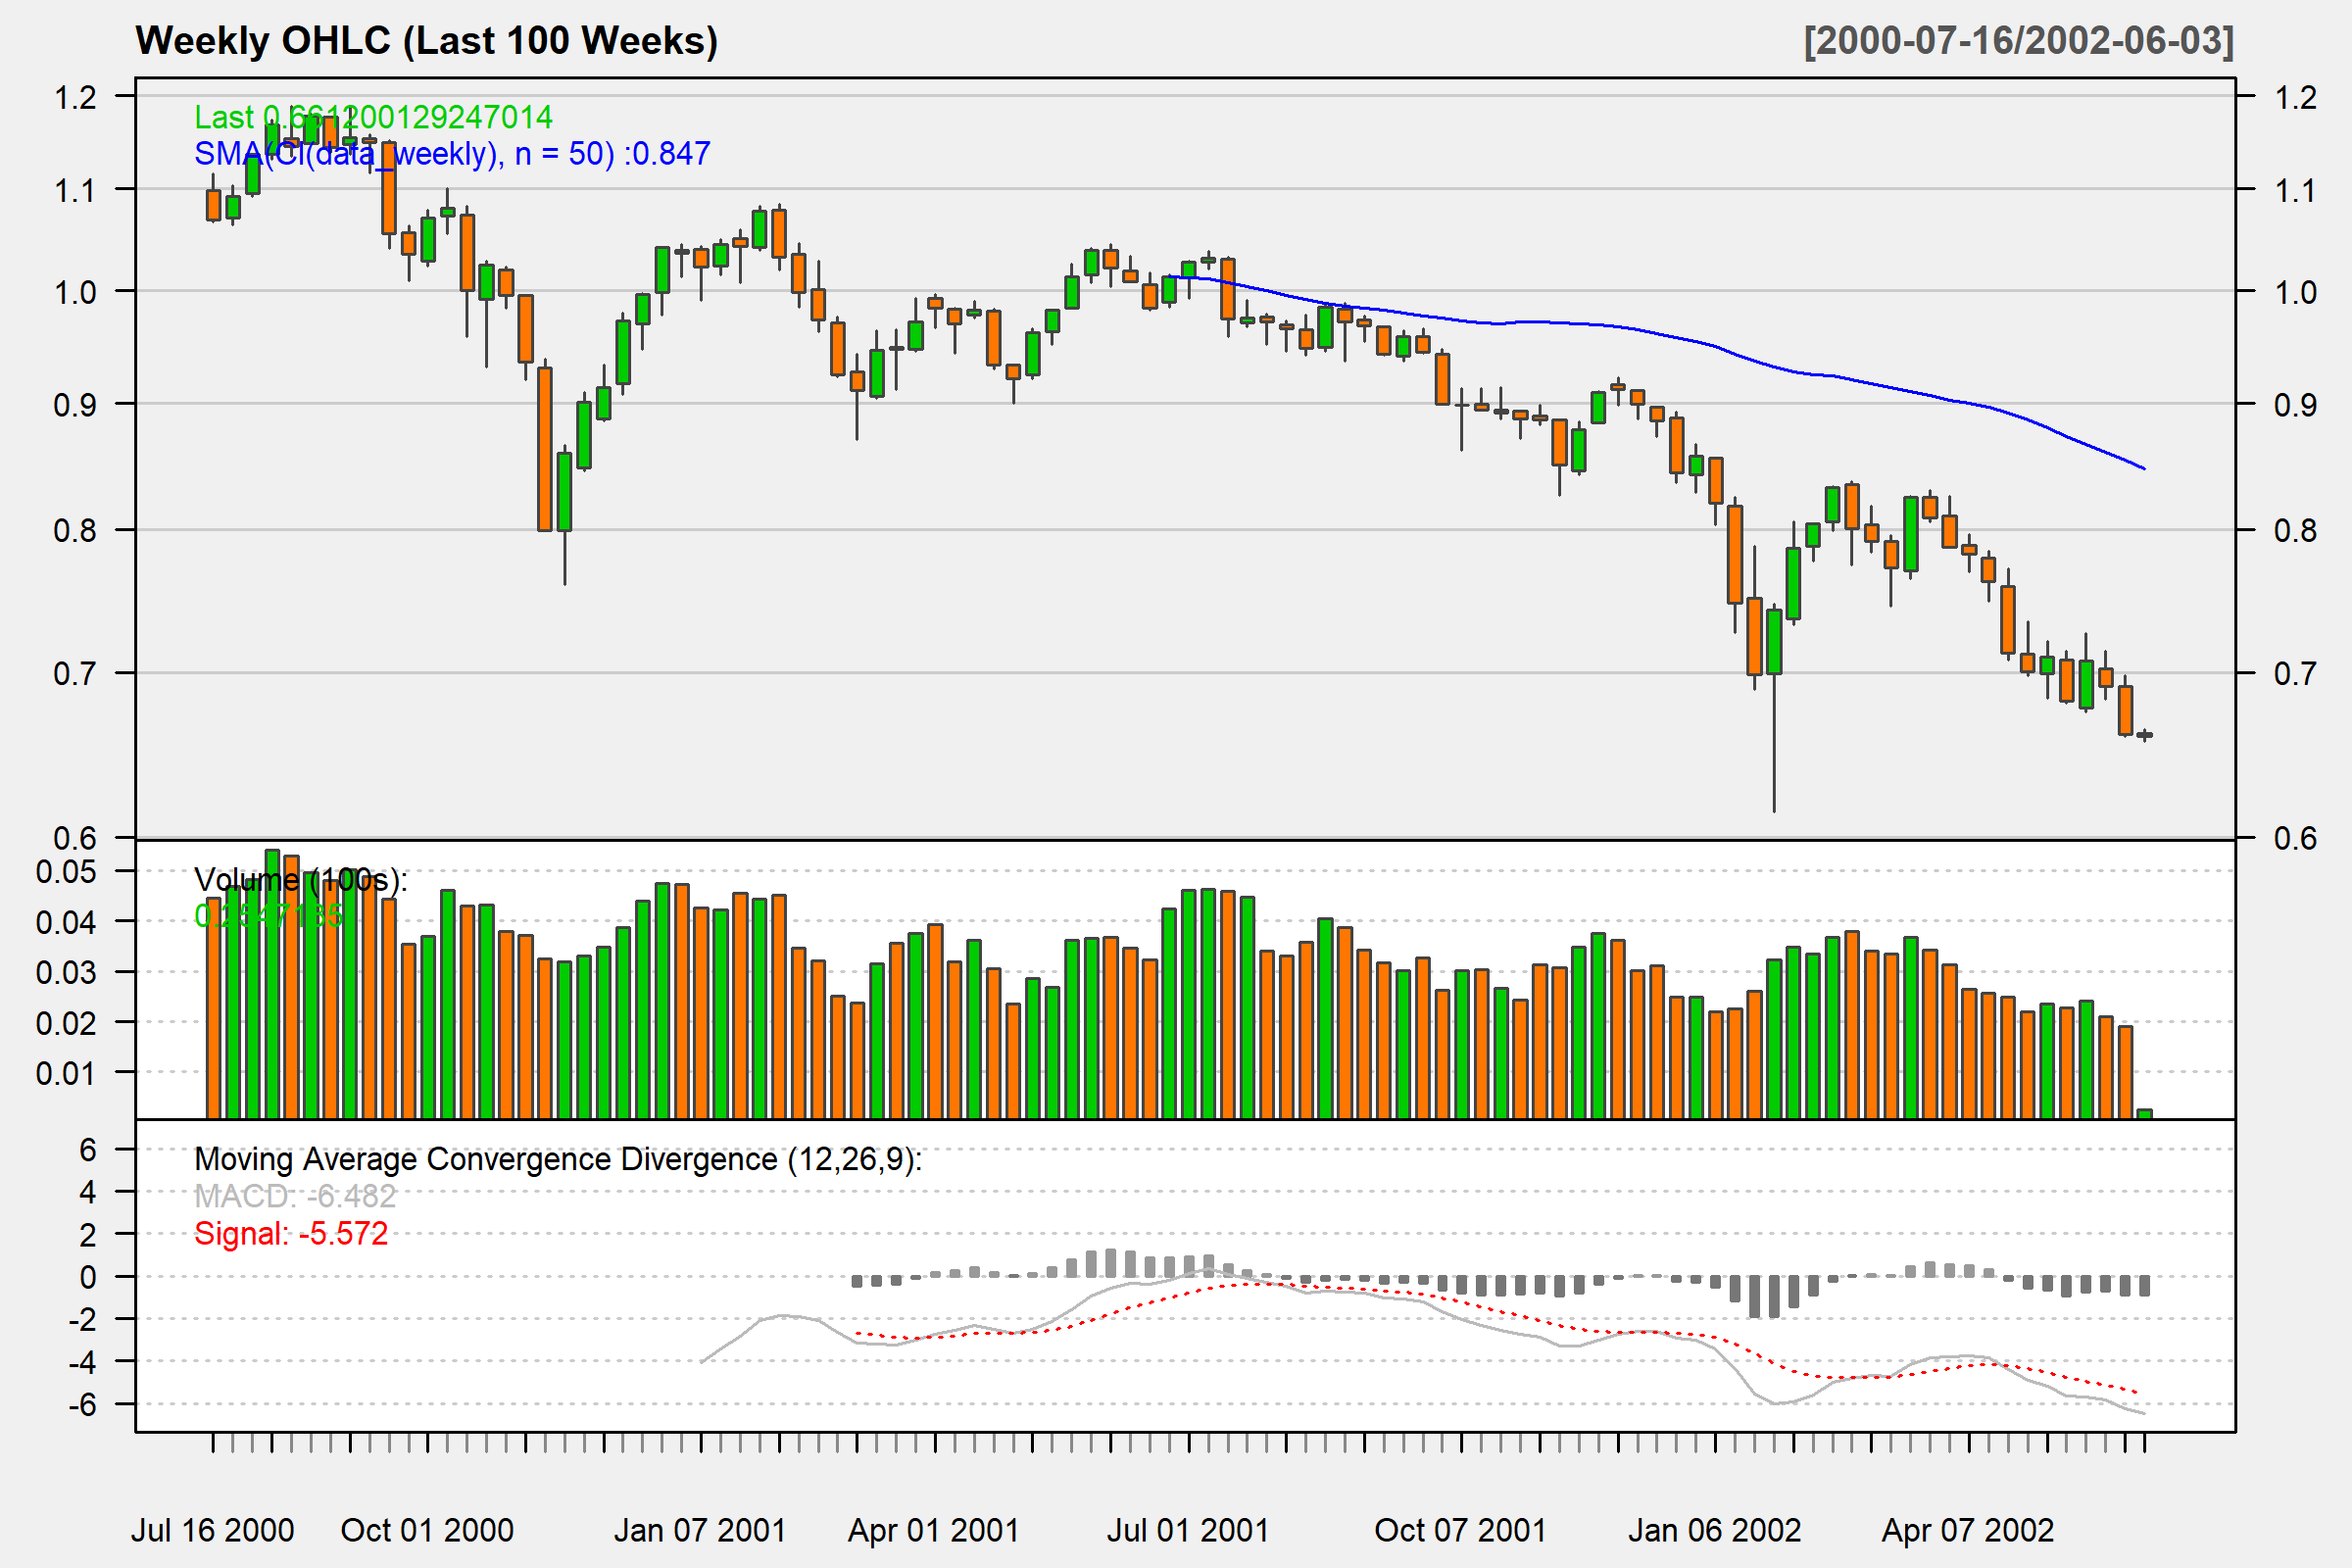 Weekly OHLC (Last 100 Weeks)
[2000-07-16/2002-06-03]
Last 0.661200129247014
SMA(Cl(data_weekly), n = 50) :0.847
1.2
1.1
1.0
0.9
0.8
0.7
0.6
1.2
1.1
1.0
0.9
0.8
0.7
0.6
Volume (100s):
0.05
0.04
0.03
0.02
0.01
Moving Average Convergence Divergence (12,26,9):
MACD: -6.482
Signal: -5.572
6
4
2
0
-2
-4
-6
Jul 16 2000
Oct 01 2000
Jan 07 2001
Apr 01 2001
Jul 01 2001
Oct 07 2001
Jan 06 2002
Apr 07 2002